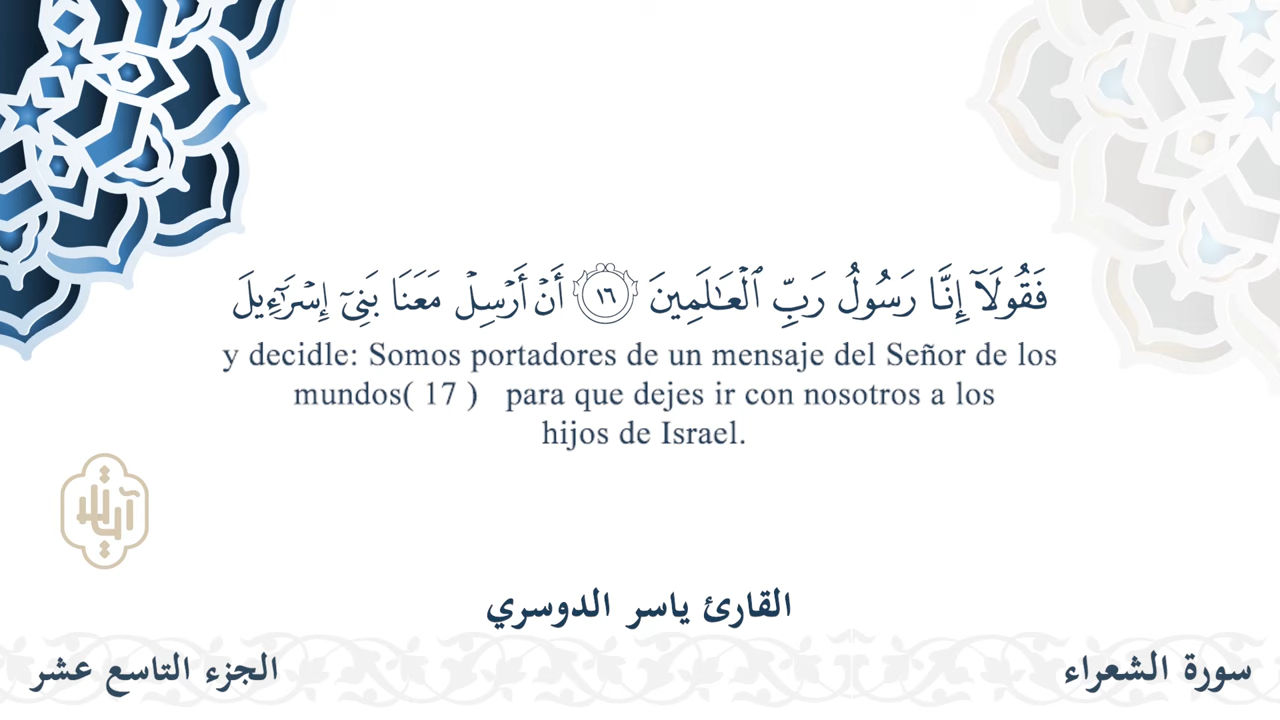 فَقُولَآ إِنَّا رَسُولُ رَبِّ ٱلْعَـٰلَمِينَ ١٦ أَنْ أَرْسِلْ مَعَنَا بَنِىٓ إِسْرَٰٓءِيلَ
y decidle: Somos portadores de un mensaje del Señor de los
mundos( 17 ) para que dejes ir con nosotros a los
hijos de Israel.
آيات
القارئ ياسر الدوسري
سورة الشعراء
الجزء التاسع عشر